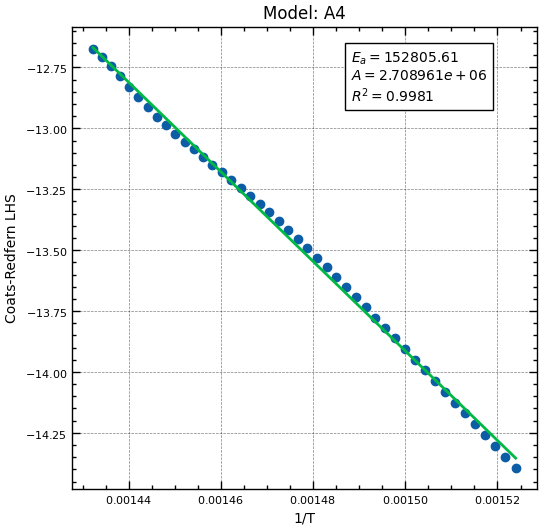 Model: A4
E_a = 152805.61
A = 2.708961e + 06
R^2 = 0.9981
Coats-Redfern LHS
−12.75
−13.00
−13.25
−13.50
−13.75
−14.00
−14.25
0.00144 0.00146 0.00148 0.00150 0.00152
1/T